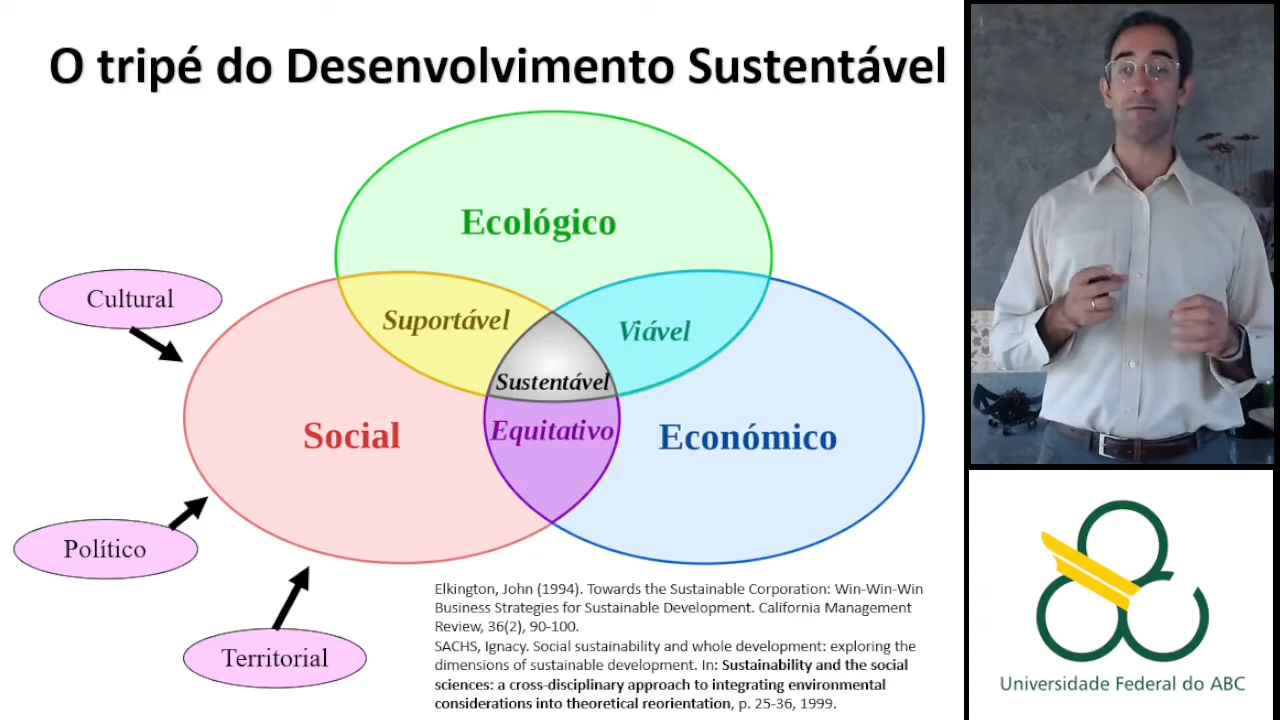 O tripé do Desenvolvimento Sustentável
Ecológico
Cultural
Suportável
Viável
Sustentável
Social
Equitativo
Económico
Político
Territorial
Elkington, John (1994). Towards the Sustainable Corporation: Win-Win-Win
Business Strategies for Sustainable Development. California Management
Review, 36(2), 90-100.
SACHS, Ignacy. Social sustainability and whole development: exploring the
dimensions of sustainable development. In: Sustainability and the social
sciences: a cross-disciplinary approach to integrating environmental
considerations into theoretical reorientation, p. 25-36, 1999.
Universidade Federal do ABC